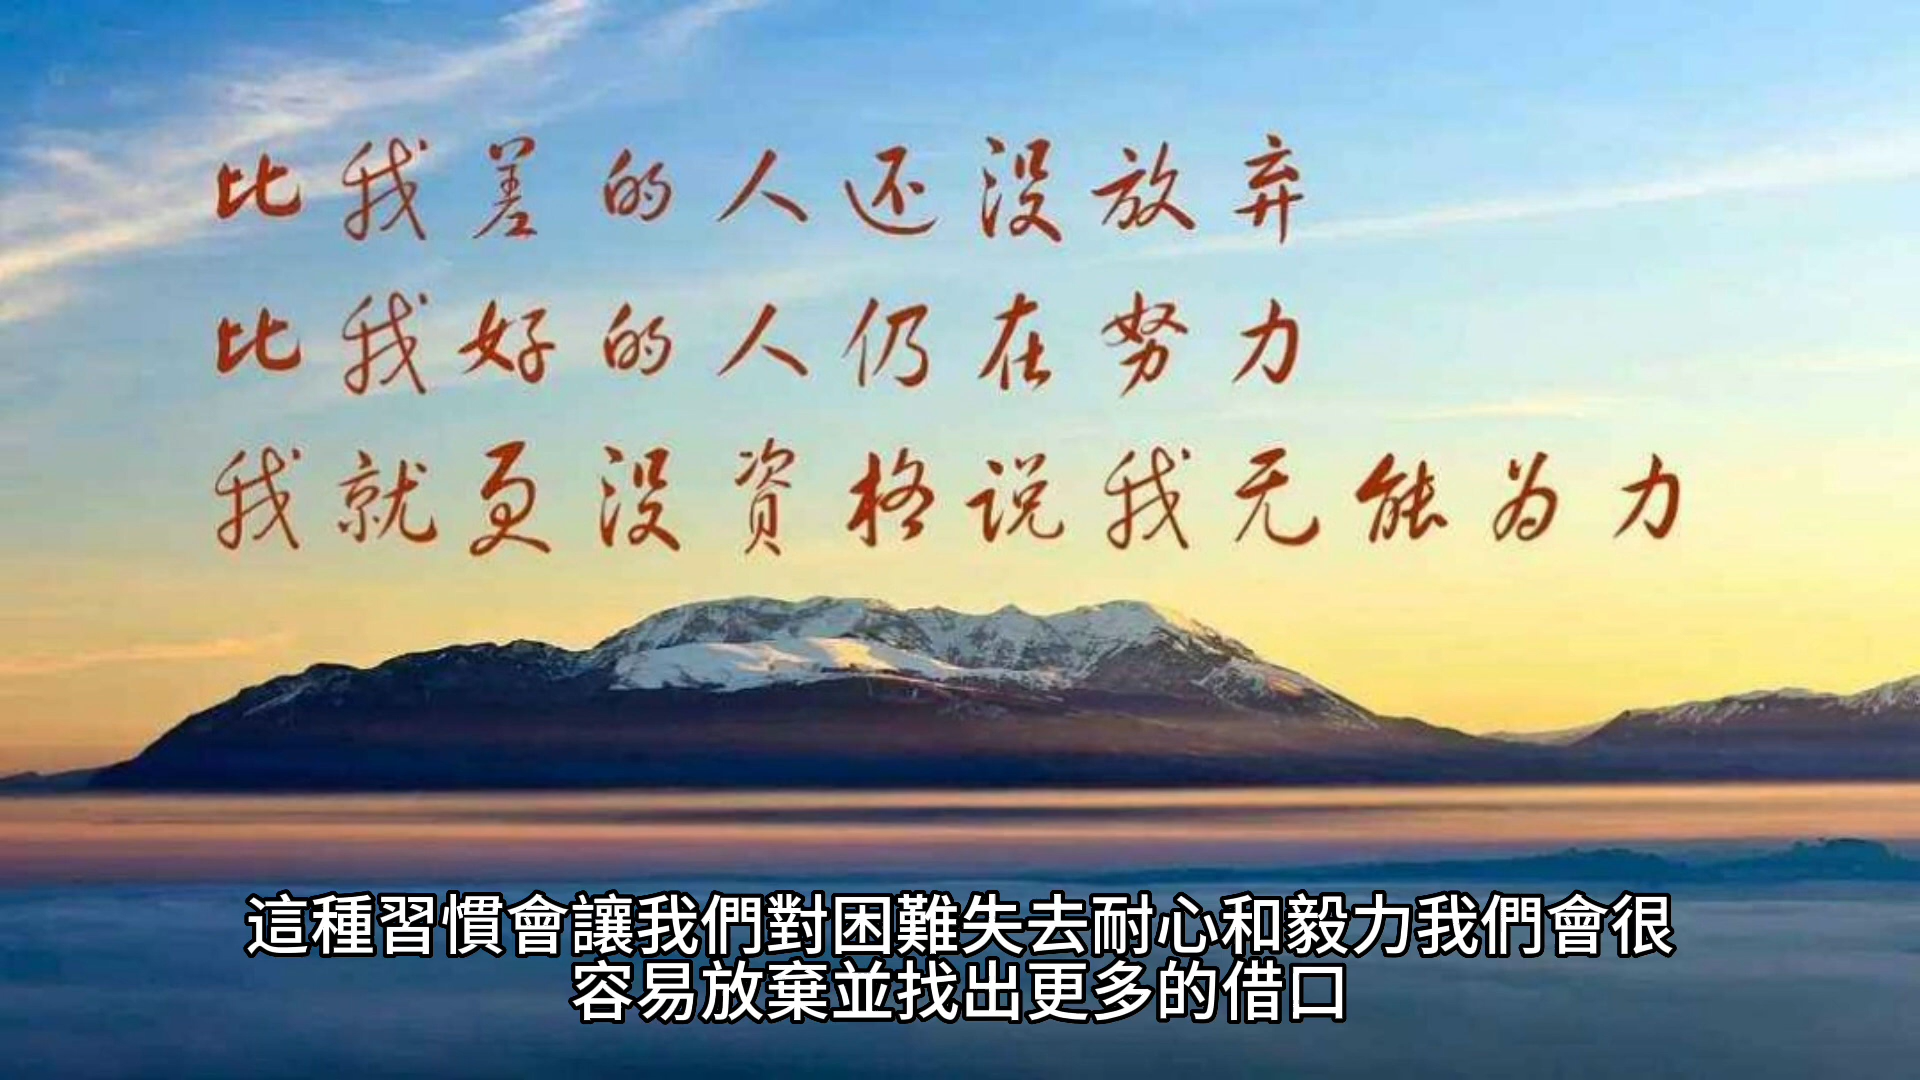 比我差的人还没放弃
比我好的人仍在努力
我就更没資格说我无能为力
這種習慣會讓我們對困難失去耐心和毅力我們會很
容易放棄並找出更多的借口